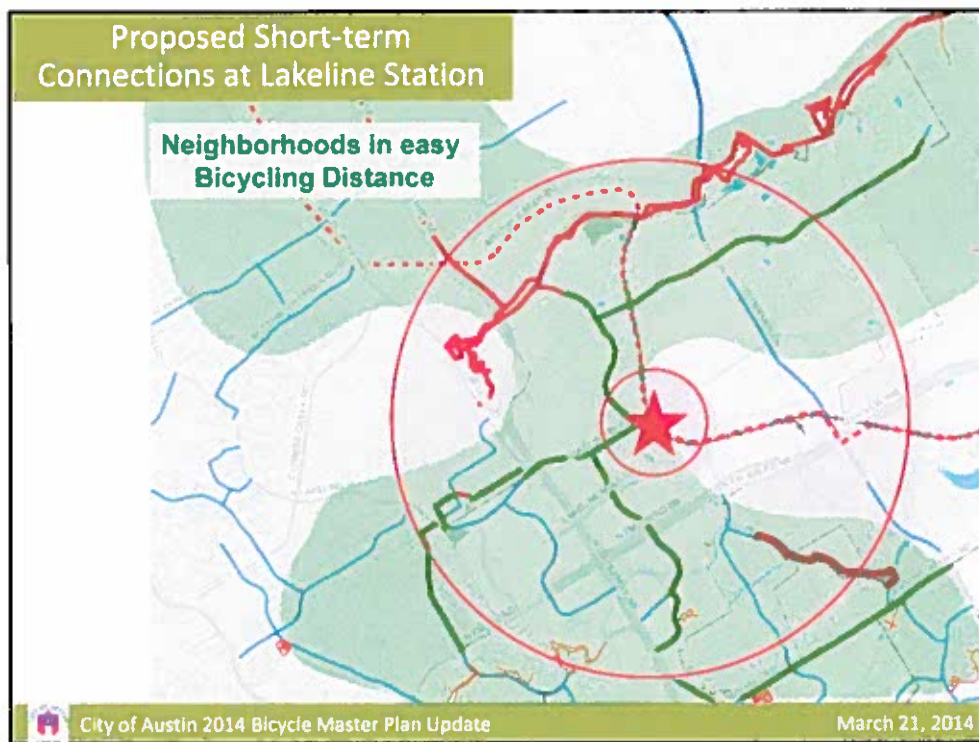 Proposed Short-term
Connections at Lakeline Station
Neighborhoods in easy
Bicycling Distance
City of Austin 2014 Bicycle Master Plan Update
March 21, 2014